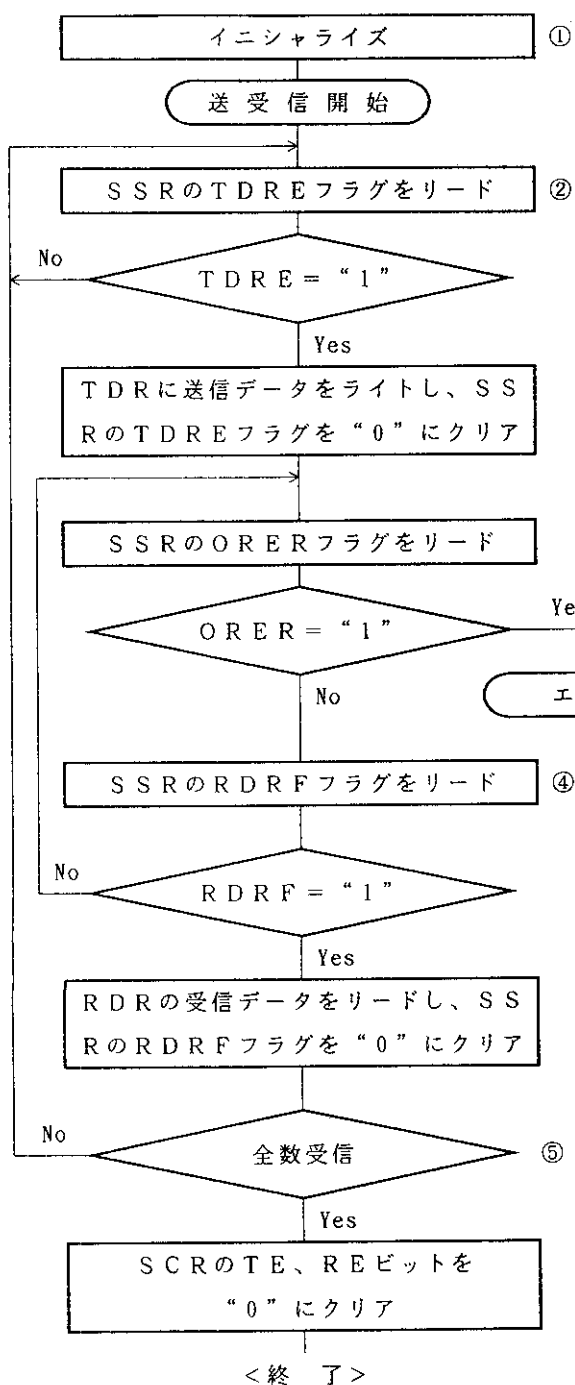 イニシャライズ ①
送受信開始
SSRのTDREフラグをリード ②
No
TDRE=“1”
Yes
TDRに送信データをライトし、SS
RのTDREフラグを“0”にクリア
SSRのORERフラグをリード
Ye
ORER=“1”
No
エ
SSRのRDRFフラグをリード ④
No
RDRF=“1”
Yes
RDRの受信データをリードし、SS
RのRDRFフラグを“0”にクリア
No
全数受信 ⑤
Yes
SCRのTE、REビットを
“0”にクリア
<終 了>